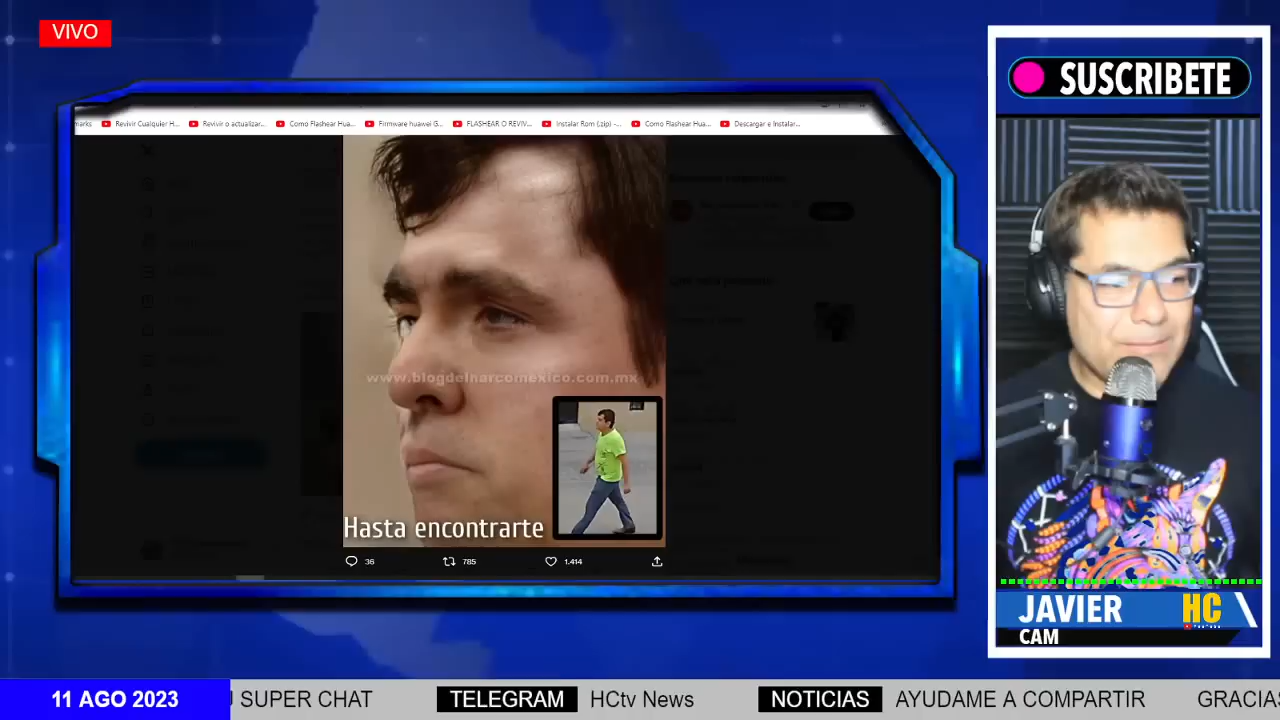 VIVO
SUSCRIBETE
marks
Revivir Cualquier H...
Revivir o actualizar...
Como Flashear Hua...
Firmware huawei G...
FLASHEAR O REVIV...
Instalar Rom (.zip) -...
Como Flashear Hua...
Descargar e Instalar...
www.blogdelnarcomexico.com.mx
Hasta encontrarte
36
785
1.414
JAVIER
HC
CAM
11 AGO 2023
SUPER CHAT
TELEGRAM
HCtv News
NOTICIAS
AYUDAME A COMPARTIR
GRACIAS